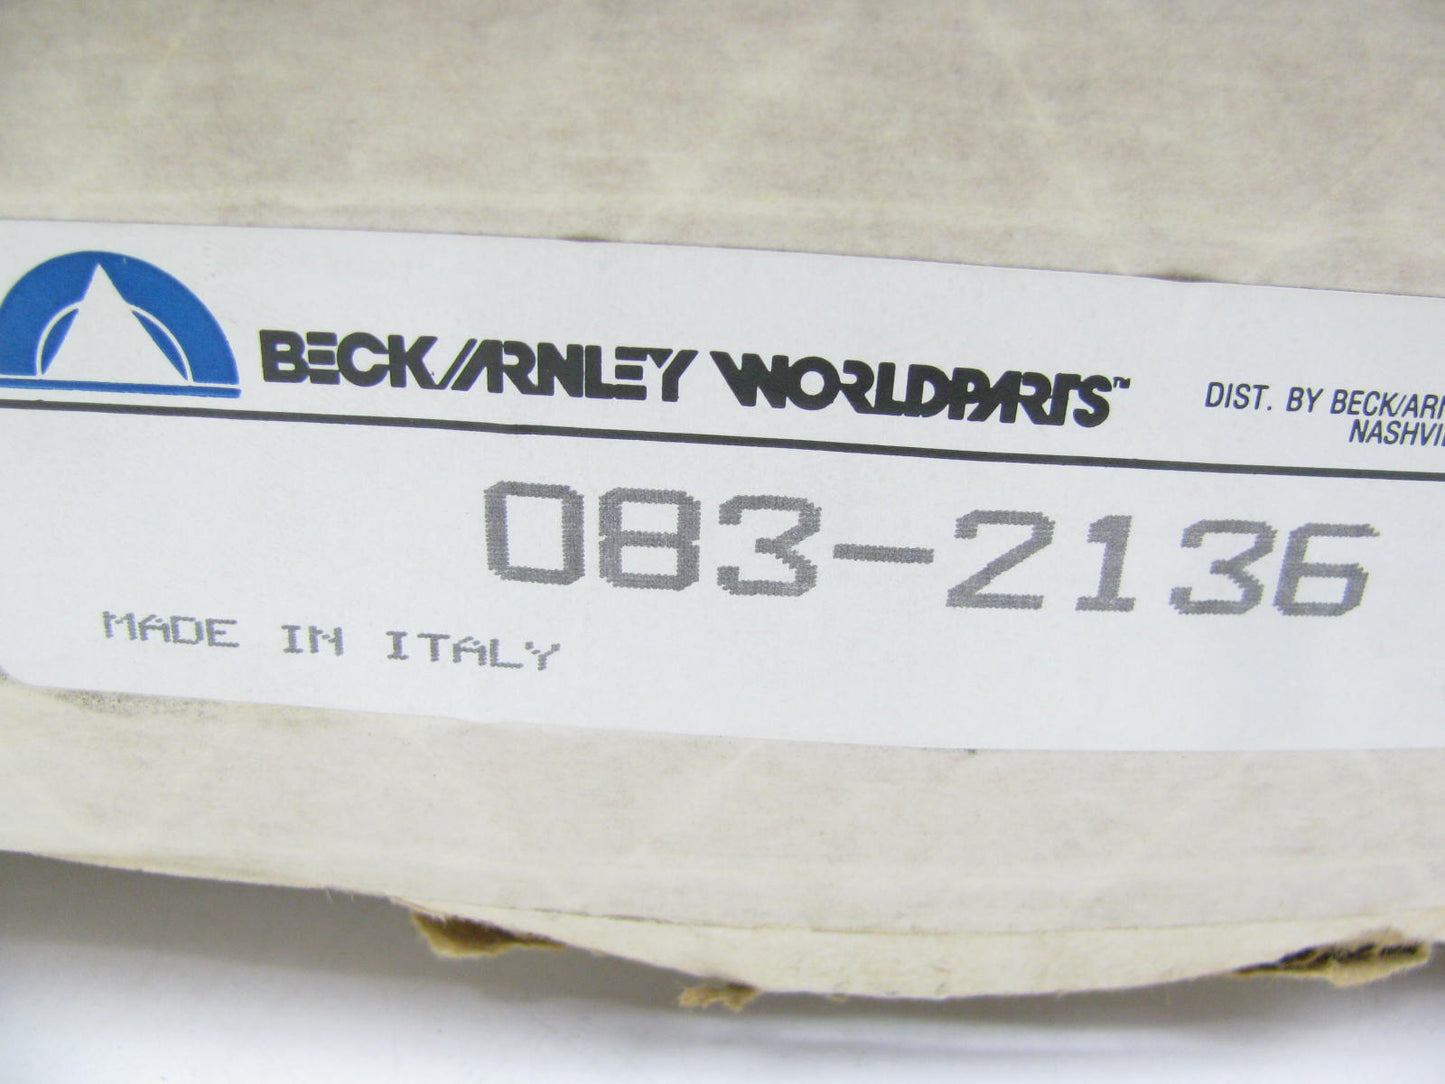 BECK/ARNLEY WORLDPARTS™
DIST. BY BECK/ARN
NASHVI
083-2136
MADE IN ITALY